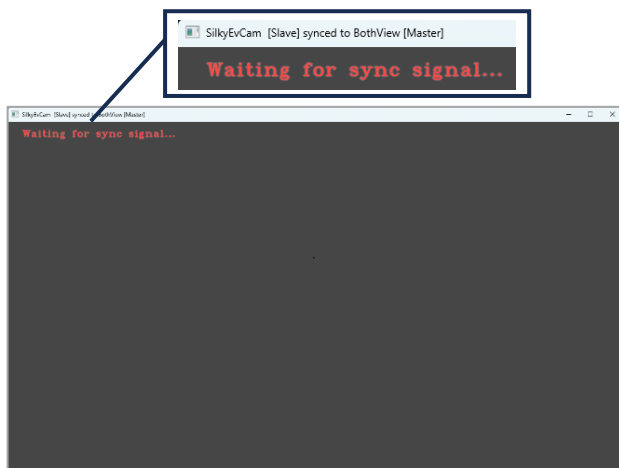 SilkyEvCam [Slave] synced to BothView [Master]
Waiting for sync signal...
SilkyEvCam [Slave] synced to BothView [Master]
Waiting for sync signal...